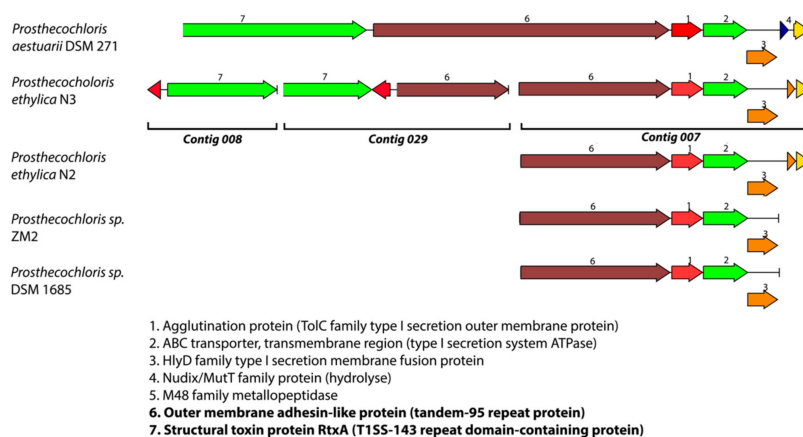 7
6
1
2
4
Prosthecochloris
aestuarii DSM 271
3
Prosthecocholoris
ethylica N3
7
7
6
6
1
2
3
Contig 008
Contig 029
Contig 007
Prosthecochloris
ethylica N2
6
1
2
3
Prosthecochloris sp.
ZM2
6
1
2
3
Prosthecochloris sp.
DSM 1685
6
1
2
3
1. Agglutination protein (TolC family type I secretion outer membrane protein)
2. ABC transporter, transmembrane region (type I secretion system ATPase)
3. HlyD family type I secretion membrane fusion protein
4. Nudix/MutT family protein (hydrolyse)
5. M48 family metallopeptidase
6. Outer membrane adhesin-like protein (tandem-95 repeat protein)
7. Structural toxin protein RtxA (T1SS-143 repeat domain-containing protein)